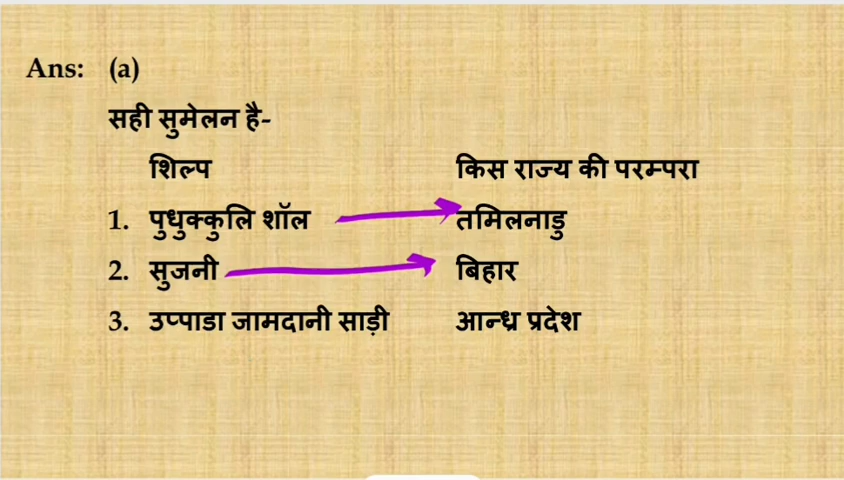 Ans: (a)
सही सुमेलन है-
शिल्प किस राज्य की परम्परा
1. पुथुक्कुलि शॉल तमिलनाडु
2. सुजनी बिहार
3. उप्पाडा जामदानी साड़ी आन्ध्र प्रदेश